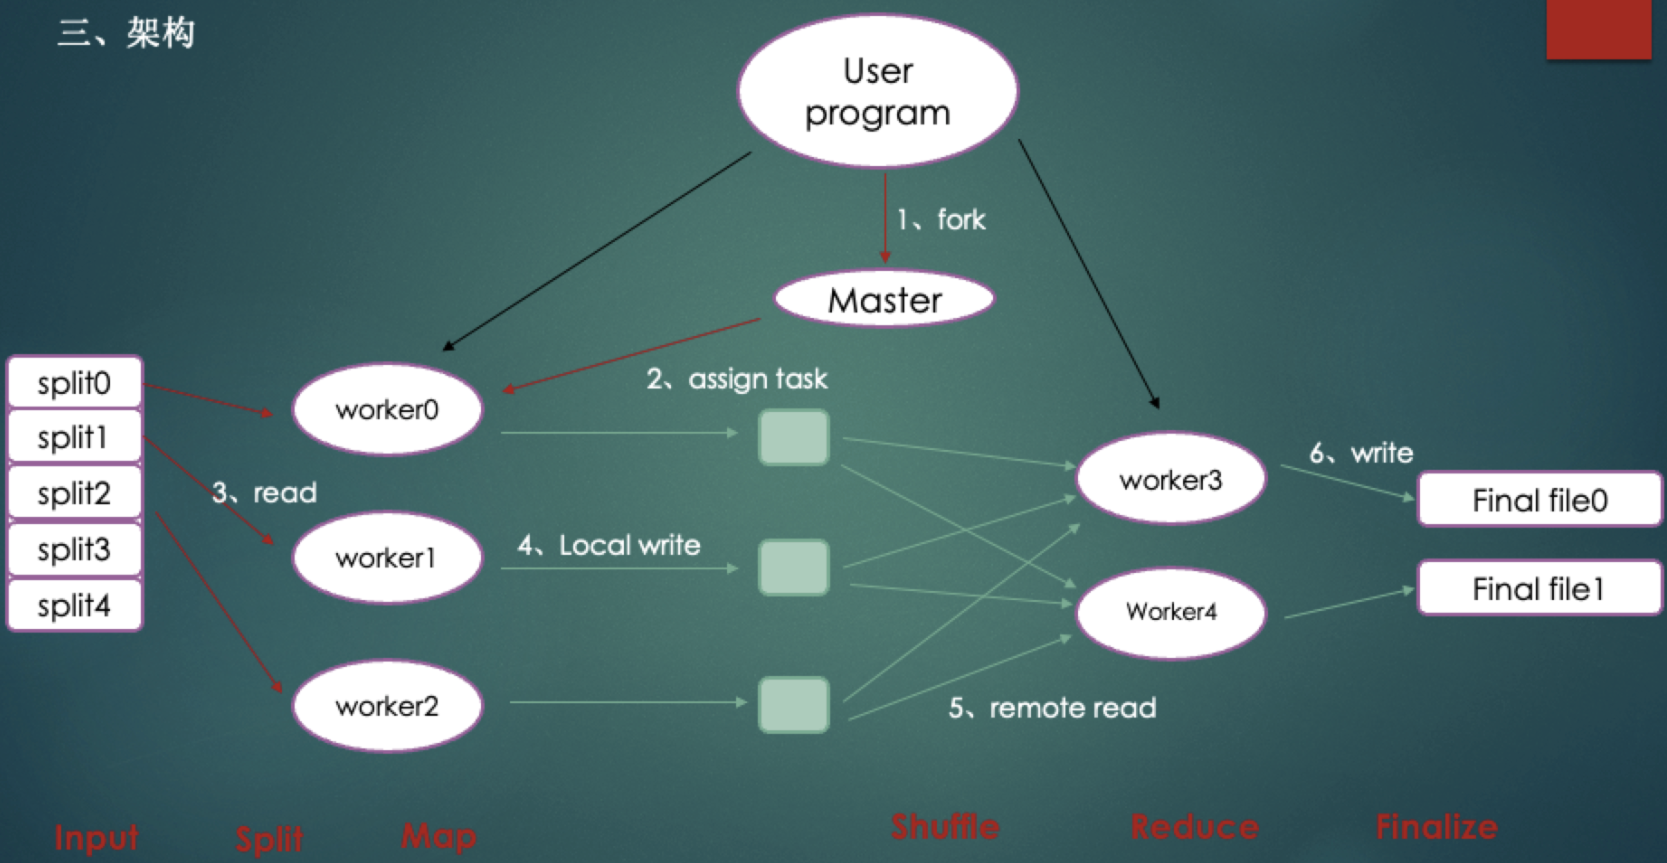 三、架构
User
program
1、fork
Master
2、assign task
split0
split1
split2
split3
split4
3、read
worker0
worker1
worker2
4、Local write
worker3
Worker4
5、remote read
6、write
Final file0
Final file1
Input
Split
Map
Shuffle
Reduce
Finalize